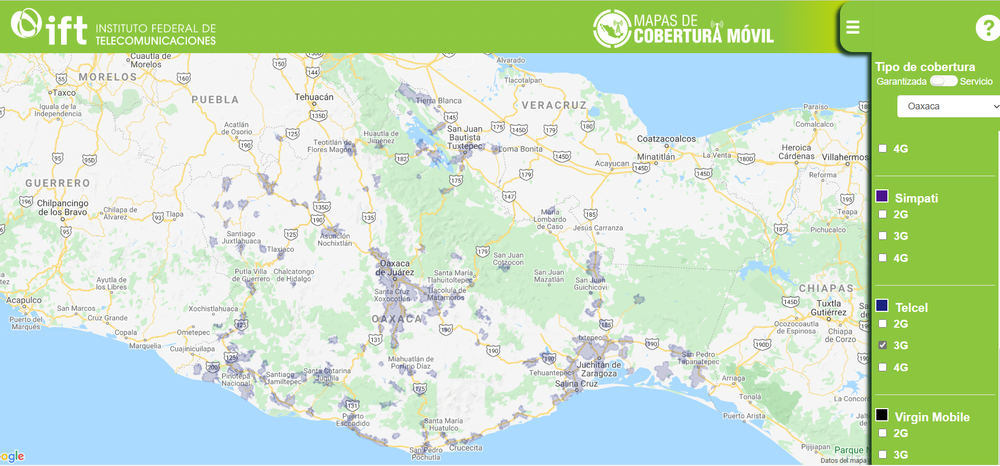 ift INSTITUTO FEDERAL DE
TELECOMUNICACIONES
MAPAS DE
COBERTURA MÓVIL
?
Tipo de cobertura
Garantizada Servicio
Oaxaca
4G
Simpati
2G
3G
4G
Telcel
2G
3G
4G
Virgin Mobile
2G
3G
Cuautla de
Morelos
MORELOS
Taxco
Iguala de la
Independencia
PUEBLA
Tehuacán
Acatlán
de Osorio
Teotitlán de
Flores Magón
Huautla de
Jiménez
Tierra Blanca
San Juan
Bautista
Tuxtepec
Loma Bonita
VERACRUZ
Alvarado
Tlacotalpan
Coatzacoalcos
Minatitlán
Acayucan
La Venta
Paraíso
Comalcalco
Heroica
Cárdenas
Villahermos
Reforma
Teapa
Pichucalco
GUERRERO
Chilpancingo
de los Bravo
Chilapa de
Álvarez
Tlapa
Santiago
Juxtlahuaca
Tlaxiaco
Asunción
Nochixtlán
María
Lombardo
de Caso
Jesús Carranza
Oaxaca
de Juárez
Santa Cruz
Xoxocotlán
Santa María
Tlahuitoltepec
Tlacolula de
Matamoros
San Juan
Cotzocon
San Juan
Mazatlán
San Juan
Guichicovi
OAXACA
Putla Villa
de Guerrero
Chalcatongo
de Hidalgo
Ayutla de
los Libres
Acapulco
Puerto del
Marqués
San Marcos
Cruz Grande
Copala
Marquelia
Xochistlahuaca
Ometepec
Cuajinicuilapa
Pinotepa
Nacional
Santiago
Jamiltepec
Santa Catarina
Juquila
Miahuatlán de
Porfirio Díaz
Puerto
Escondido
Santa María
Huatulco
San Pedro
Pochutla
Crucecita
Ixtepec
Juchitán de
Zaragoza
Tehuantepec
Salina Cruz
San Pedro
Tapanatepec
CHIAPAS
Tuxtla
Gutiérrez
Ocozocoautla
de Espinosa
Chiapa
de Corzo
Arriaga
Tonalá
La Concord
Puerto Arista
Pijijiapan
Parque N
Datos del mapa
ogle
55
160
150
150D
144
135D
125
190
145
175
145D
179
180
95
95D
182
175
179
147
145D
145D
145D
180D
180
196
93
95
135D
190
135
125
179
185
187
195
125
131
190
190
185
145D
190
190D
125
200
175
131
190